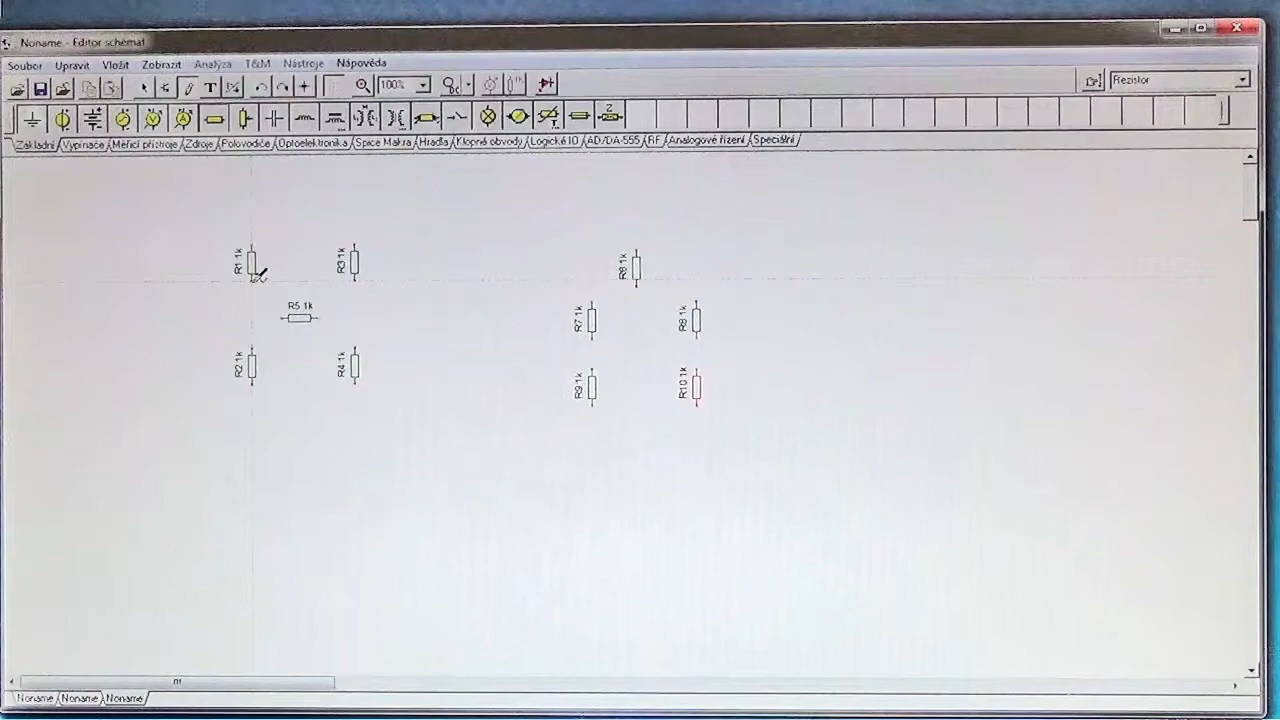 Noname - Editor schémat
Soubor Upravit Vložit Zobrazit Analýza T&M Nástroje Nápověda
T 100% Rezistor
Z
Základní Vypínače Měřicí přístroje Zdroje Polovodiče Optoelektronika Spice Makra Hradla Klopné obvody Logické IO AD/DA-555 RF Analogové řízení Speciální
R1 1k
R3 1k
R6 1k
R5 1k
R7 1k
R8 1k
R2 1k
R4 1k
R9 1k
R10 1k
Noname Noname Noname